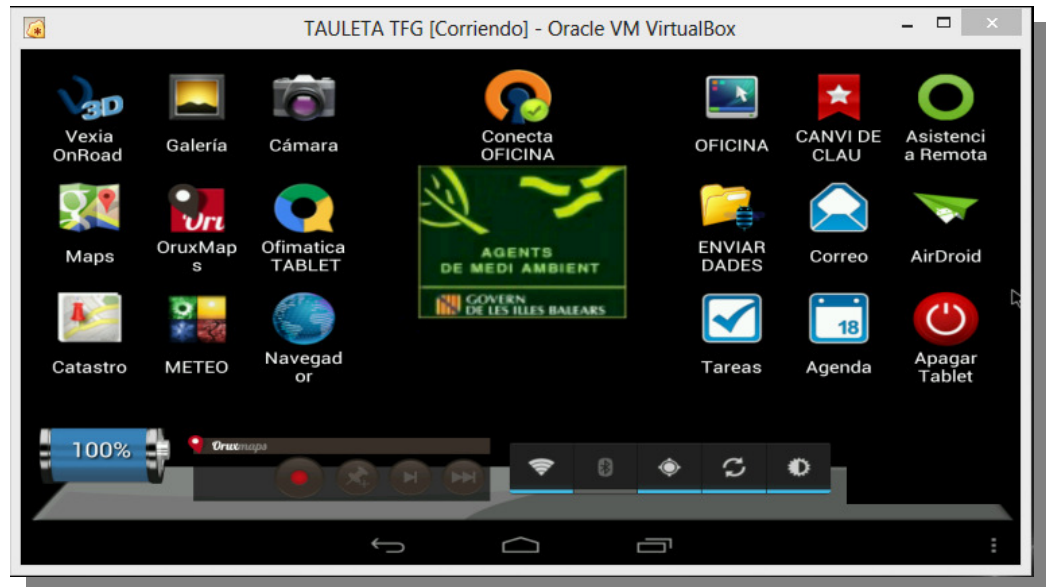 TAULETA TFG [Corriendo] - Oracle VM VirtualBox
3D
Vexia
OnRoad
Galería
Cámara
Conecta
OFICINA
OFICINA
CANVI DE
CLAU
Asistenci
a Remota
Oru
Maps
OruxMap
s
Ofimatica
TABLET
AGENTS
DE MEDI AMBIENT
GOVERN
DE LES ILLES BALEARS
ENVIAR
DADES
Correo
AirDroid
Catastro
METEO
Navegad
or
Tareas
18
Agenda
Apagar
Tablet
100%
Oruxmaps